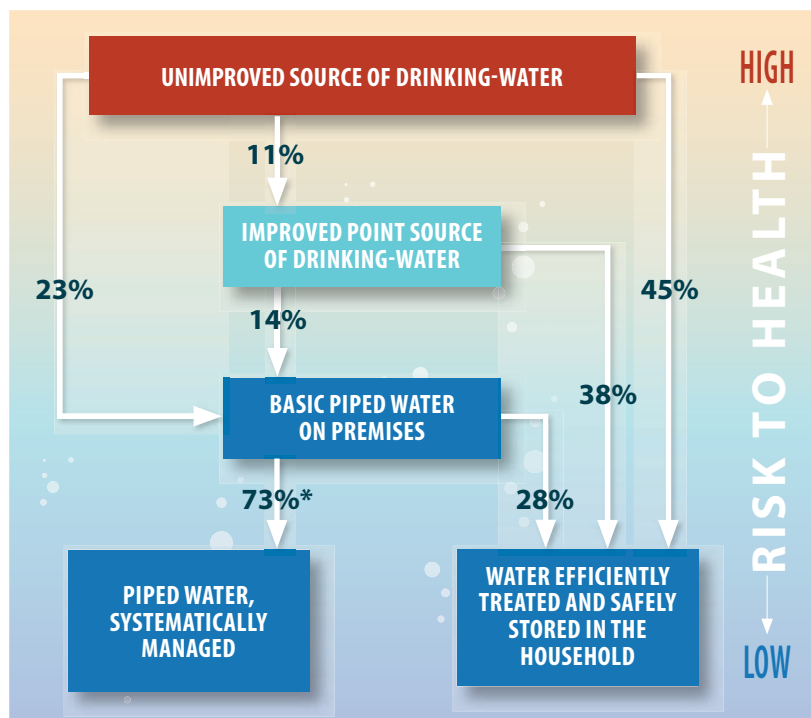 UNIMPROVED SOURCE OF DRINKING-WATER
HIGH
11%
IMPROVED POINT SOURCE
OF DRINKING-WATER
23%
45%
14%
38%
BASIC PIPED WATER
ON PREMISES
73%*
28%
PIPED WATER,
SYSTEMATICALLY
MANAGED
WATER EFFICIENTLY
TREATED AND SAFELY
STORED IN THE
HOUSEHOLD
RISK TO HEALTH
LOW